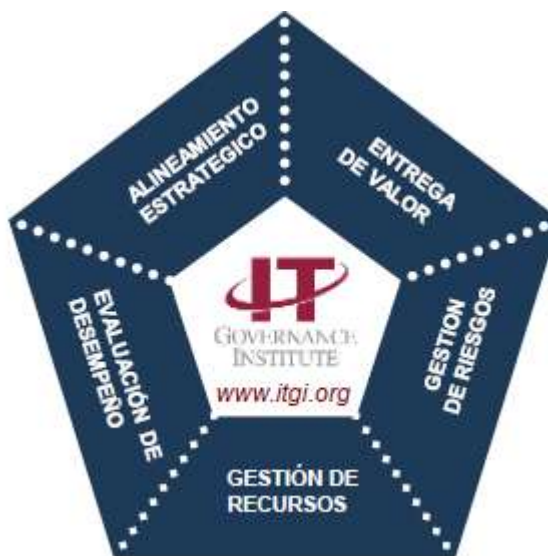 ALINEAMIENTO
ESTRATEGICO
ENTREGA
DE VALOR
EVALUACIÓN DE
DESEMPEÑO
IT
GOVERNANCE
INSTITUTE
www.itgi.org
GESTION
DE RIESGOS
GESTIÓN DE
RECURSOS